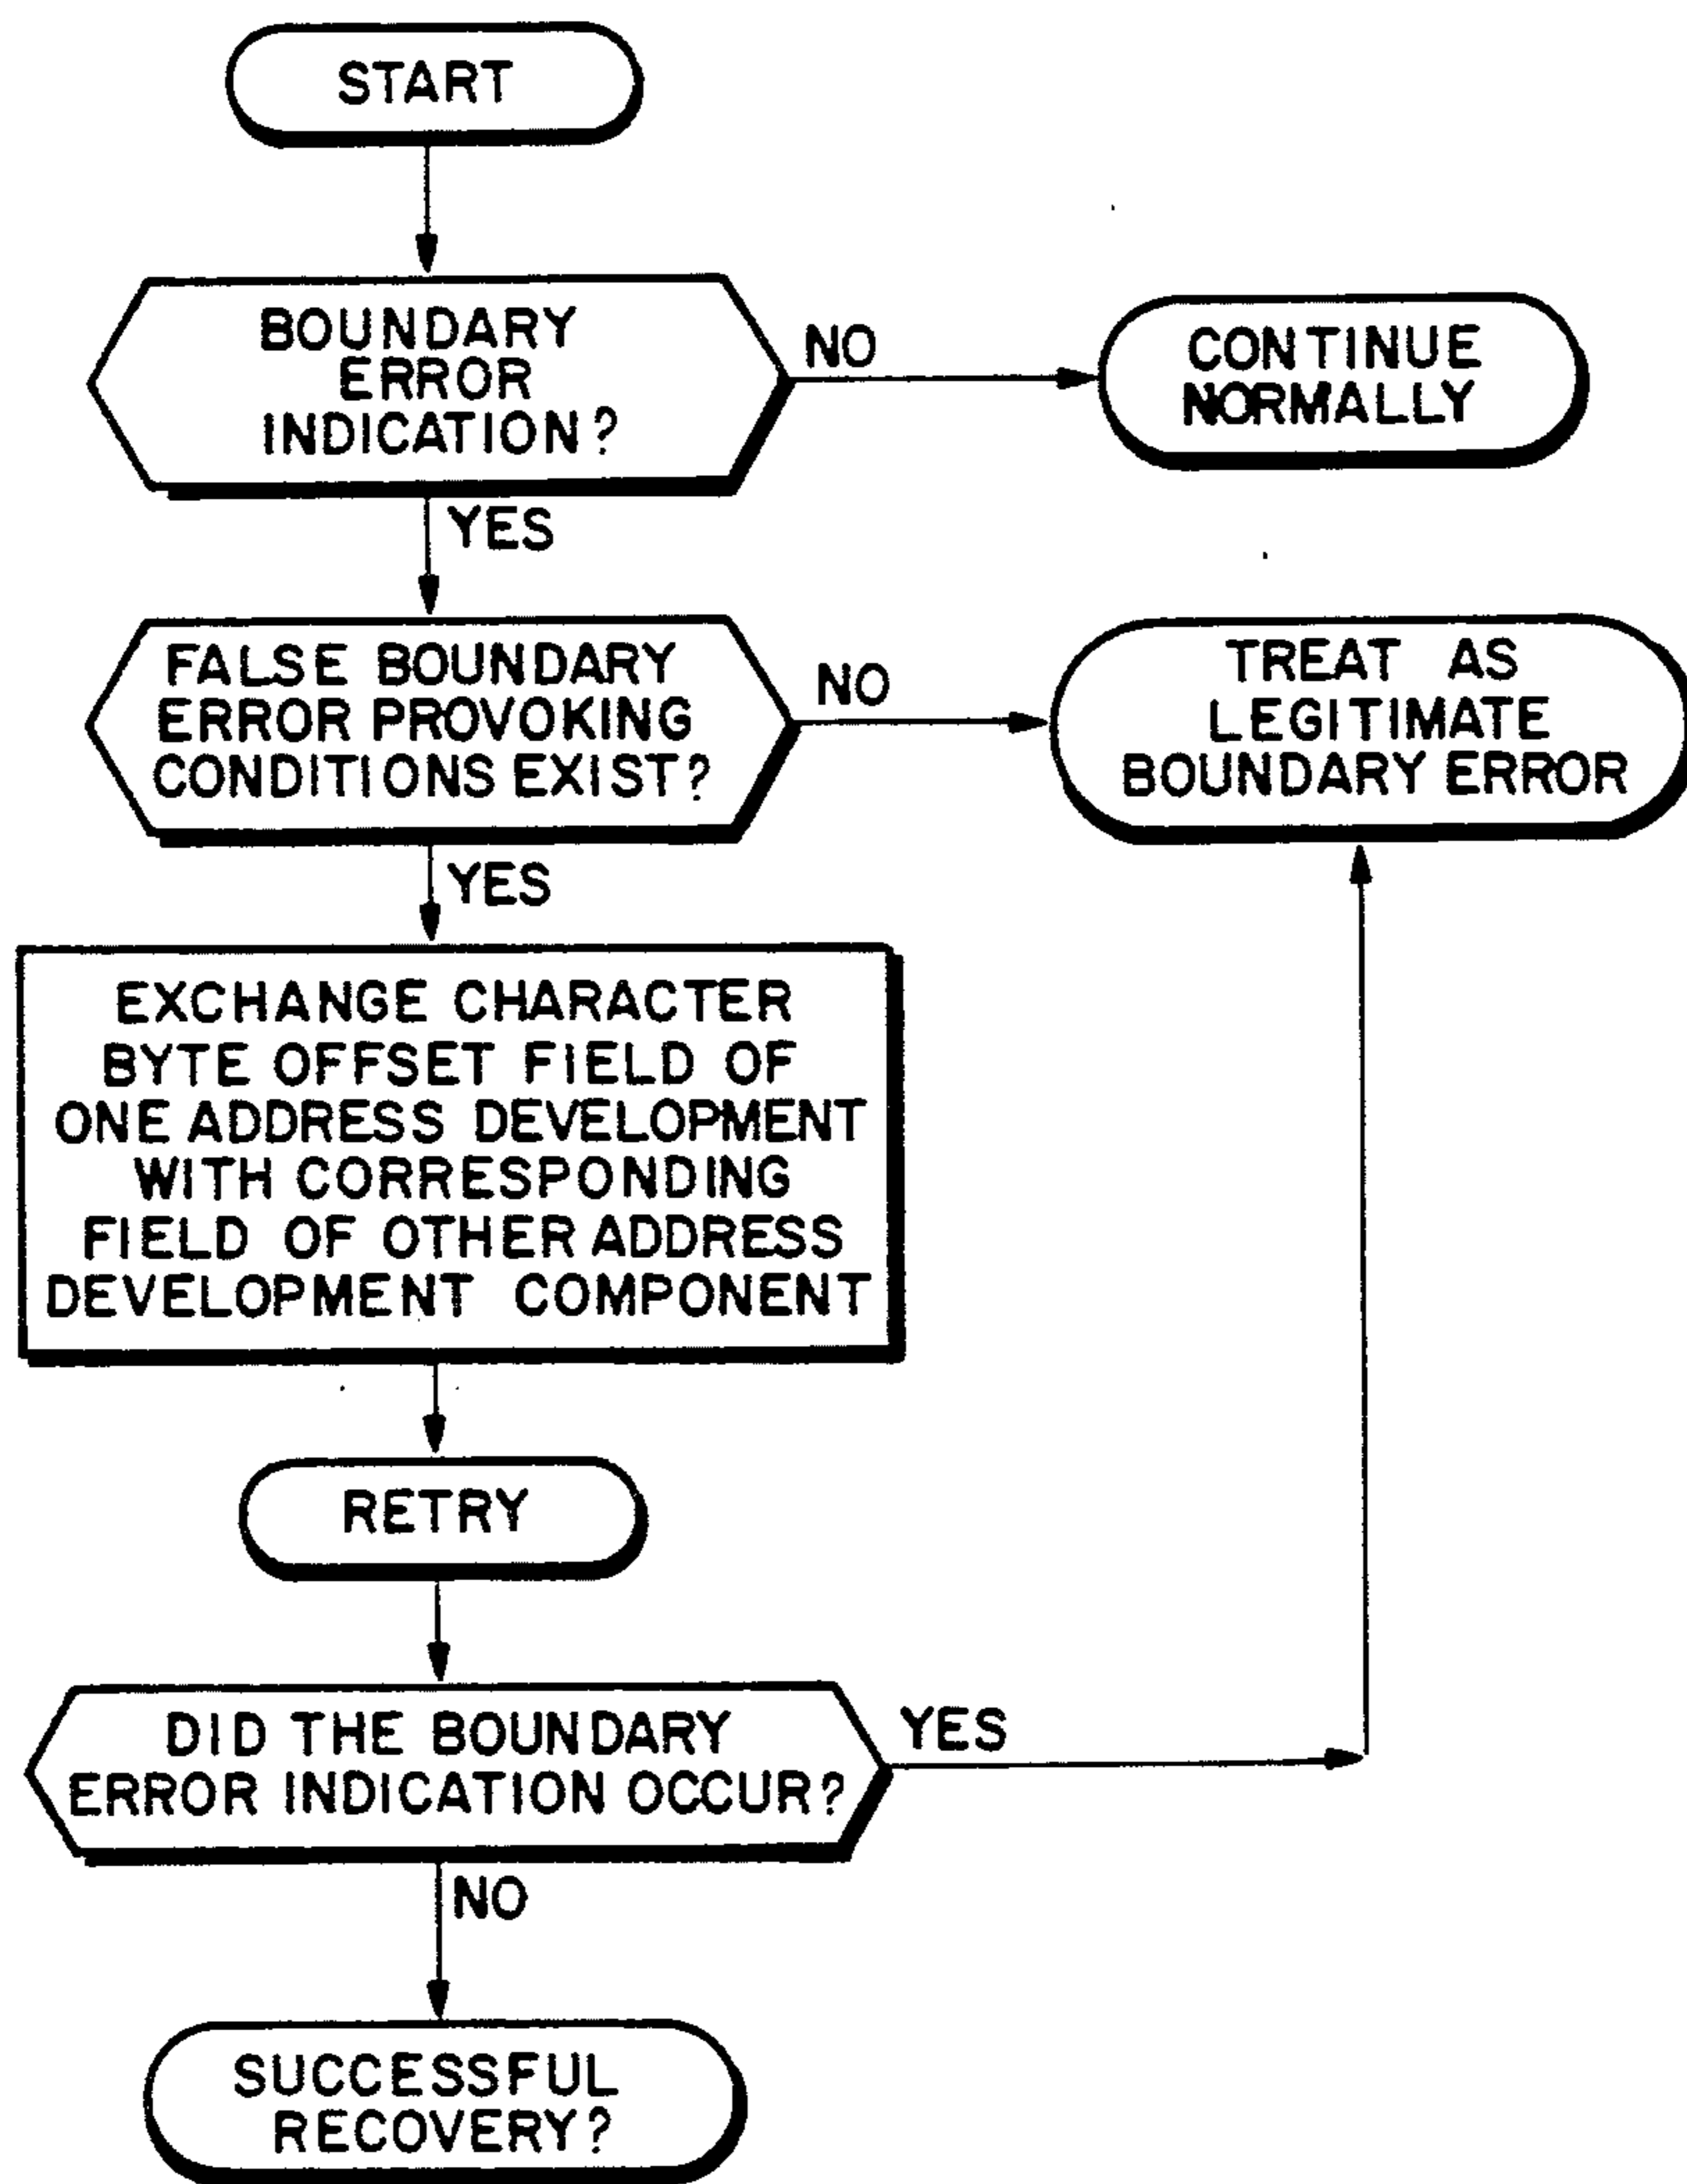 START
BOUNDARY
ERROR
INDICATION?
NO
CONTINUE
NORMALLY
YES
FALSE BOUNDARY
ERROR PROVOKING
CONDITIONS EXIST?
NO
TREAT AS
LEGITIMATE
BOUNDARY ERROR
YES
EXCHANGE CHARACTER
BYTE OFFSET FIELD OF
ONE ADDRESS DEVELOPMENT
WITH CORRESPONDING
FIELD OF OTHER ADDRESS
DEVELOPMENT COMPONENT
RETRY
DID THE BOUNDARY
ERROR INDICATION OCCUR?
YES
NO
SUCCESSFUL
RECOVERY?